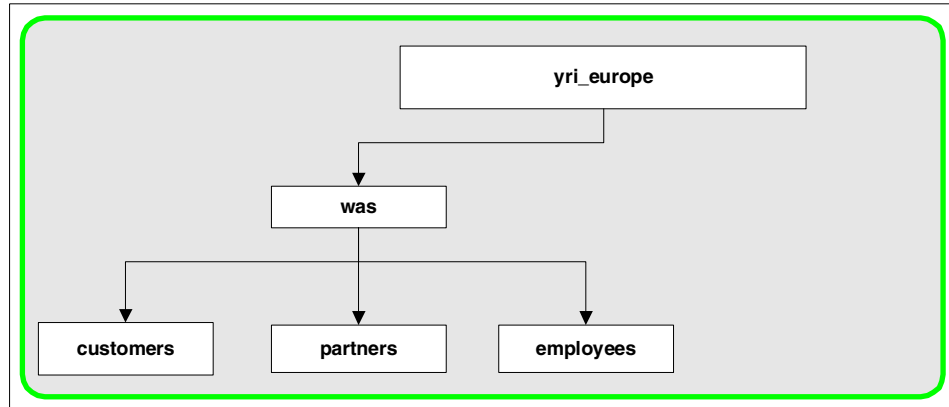 yri_europe
was
customers
partners
employees